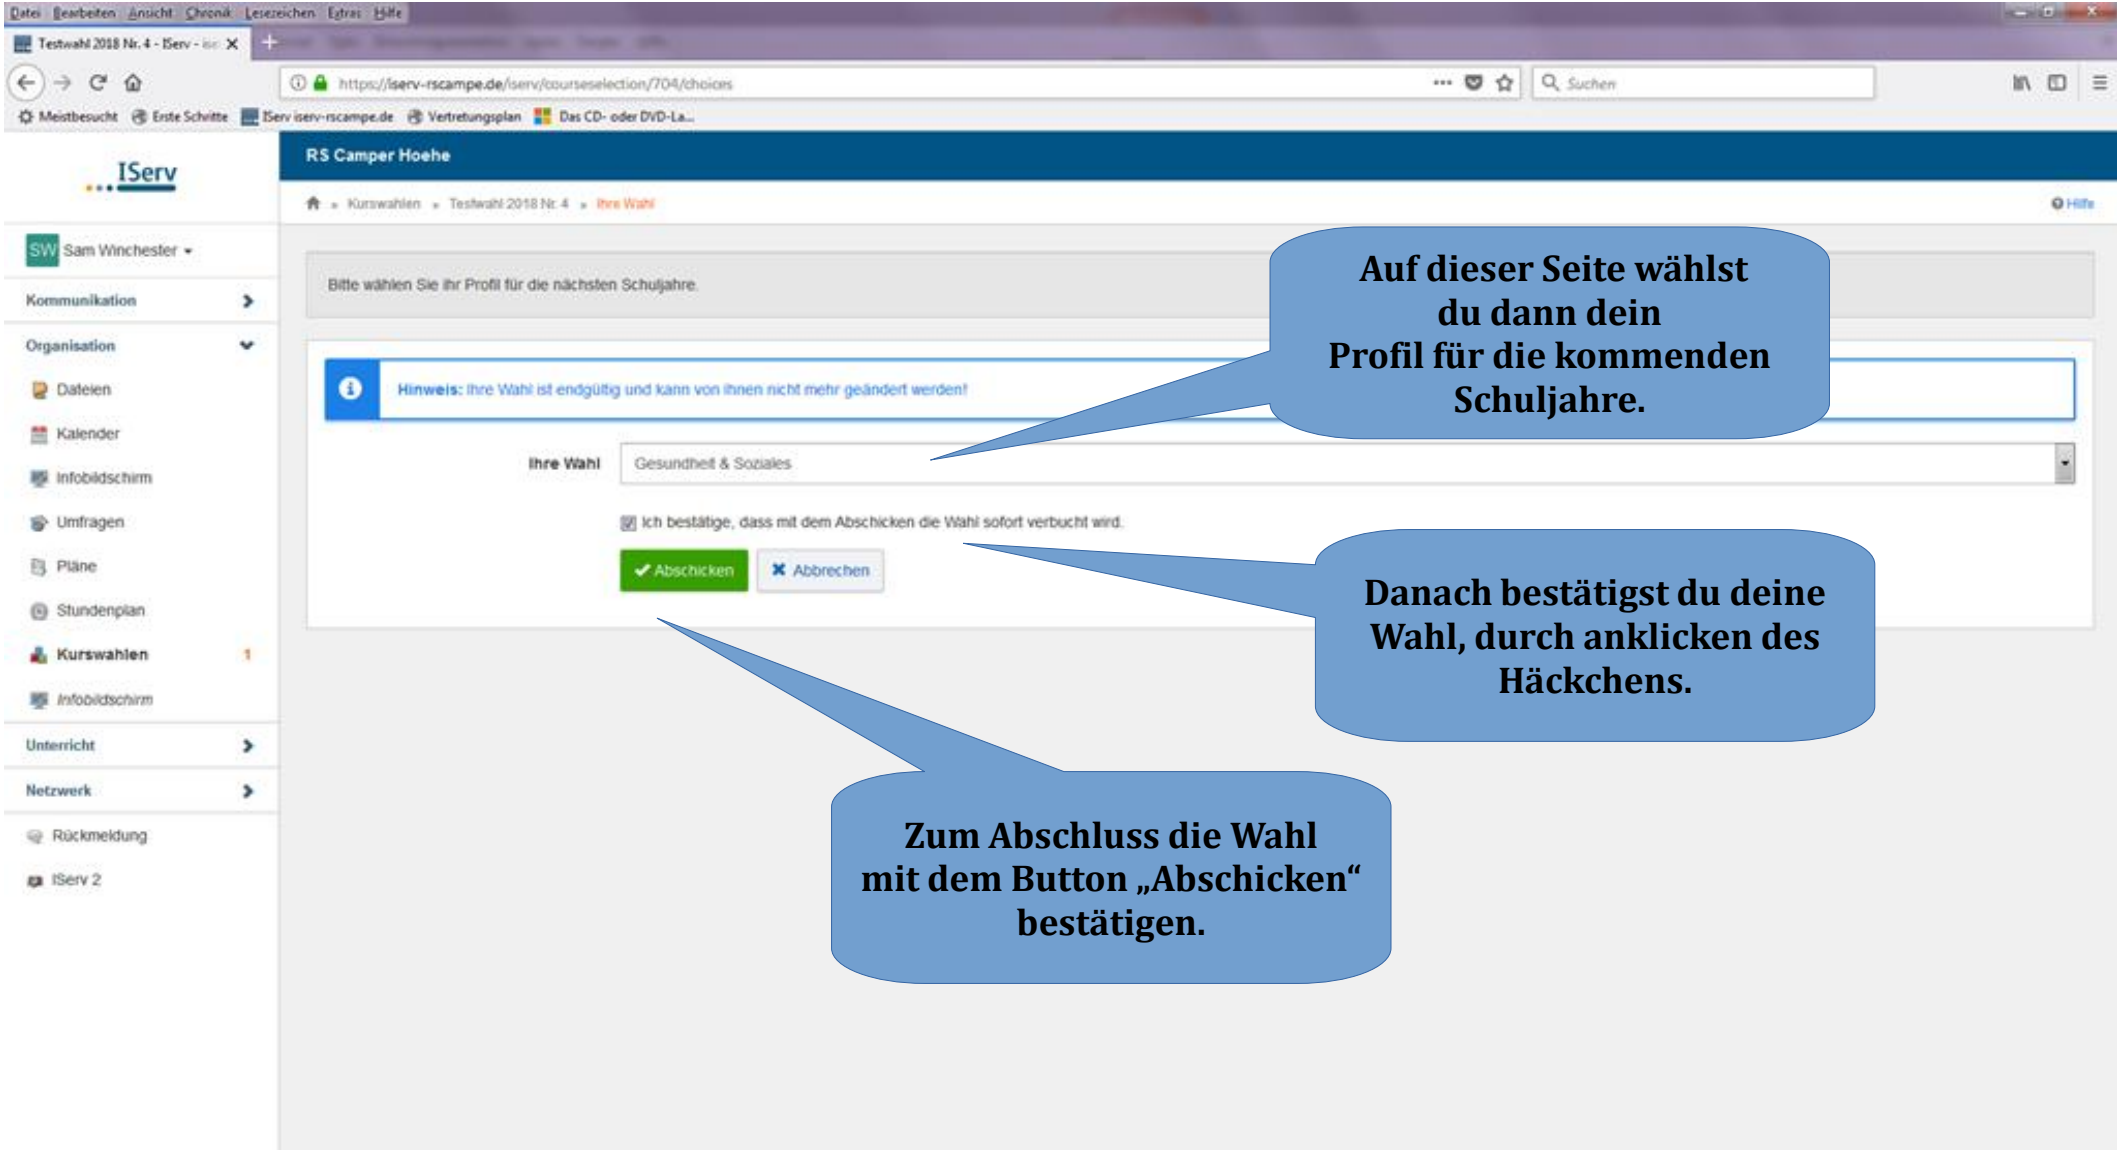 Datei Bearbeiten Ansicht Chronik Lesezeichen Extras Hilfe
Testwahl 2018 Nr. 4 - IServ - isc
https://iserv-rscampe.de/iserv/courseselection/704/choices
Suchen
Meistbesucht Erste Schritte IServ iserv-rscampe.de Vertretungsplan Das CD- oder DVD-La...
IServ
RS Camper Hoehe
» Kurswahlen » Testwahl 2018 Nr. 4 » Ihre Wahl
Hilfe
SW Sam Winchester
Kommunikation
Organisation
Dateien
Kalender
Infobildschirm
Umfragen
Pläne
Stundenplan
Kurswahlen 1
Infobildschirm
Unterricht
Netzwerk
Rückmeldung
IServ 2
Bitte wählen Sie ihr Profil für die nächsten Schuljahre.
Hinweis: Ihre Wahl ist endgültig und kann von Ihnen nicht mehr geändert werden!
Ihre Wahl Gesundheit & Soziales
Ich bestätige, dass mit dem Abschicken die Wahl sofort verbucht wird.
Abschicken Abbrechen
Auf dieser Seite wählst
du dann dein
Profil für die kommenden
Schuljahre.
Danach bestätigst du deine
Wahl, durch anklicken des
Häckchens.
Zum Abschluss die Wahl
mit dem Button „Abschicken“
bestätigen.